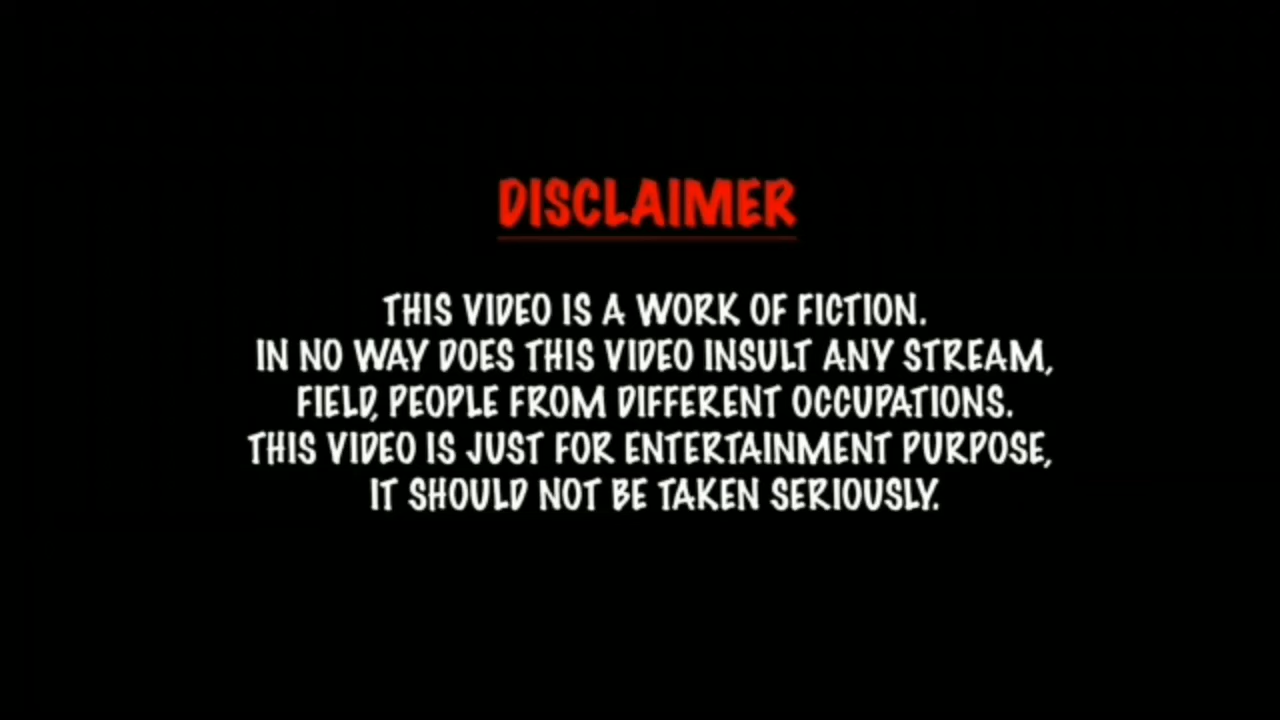 DISCLAIMER
THIS VIDEO IS A WORK OF FICTION.
IN NO WAY DOES THIS VIDEO INSULT ANY STREAM,
FIELD, PEOPLE FROM DIFFERENT OCCUPATIONS.
THIS VIDEO IS JUST FOR ENTERTAINMENT PURPOSE,
IT SHOULD NOT BE TAKEN SERIOUSLY.